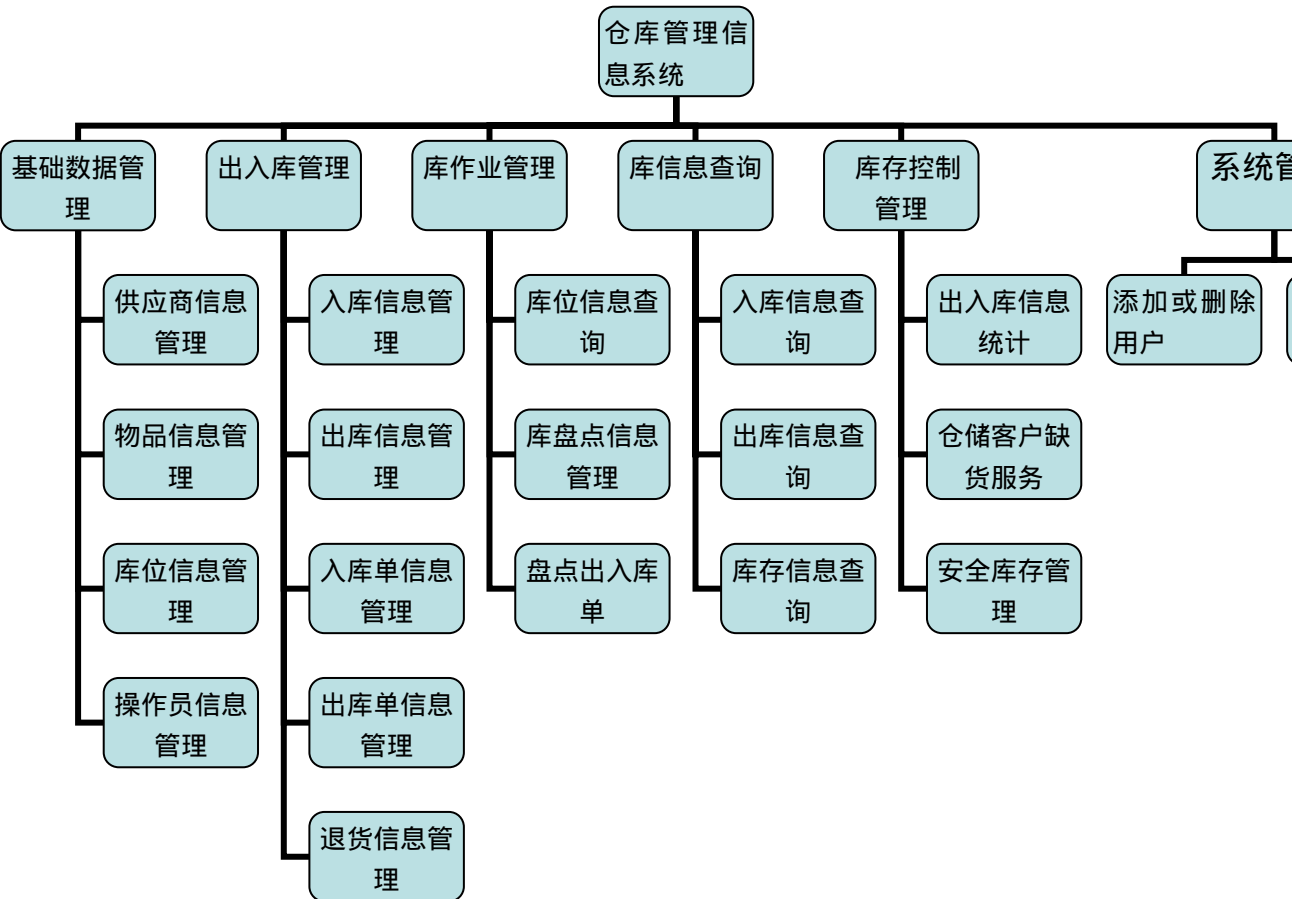 仓库管理信
息系统
基础数据管
理
出入库管理
库作业管理
库信息查询
库存控制
管理
系统管
供应商信息
管理
入库信息管
理
库位信息查
询
入库信息查
询
出入库信息
统计
添加或删除
用户
物品信息管
理
出库信息管
理
库盘点信息
管理
出库信息查
询
仓储客户缺
货服务
库位信息管
理
入库单信息
管理
盘点出入库
单
库存信息查
询
安全库存管
理
操作员信息
管理
出库单信息
管理
退货信息管
理